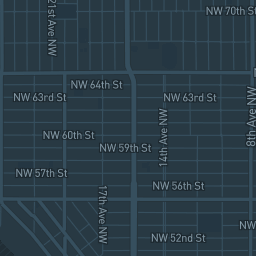 NW 70th St
21st Ave NW
NW 64th St
NW 63rd St
NW 63rd St
14th Ave NW
8th Ave NW
NW 60th St
NW 59th St
NW 57th St
NW 56th St
17th Ave NW
NW 52nd St